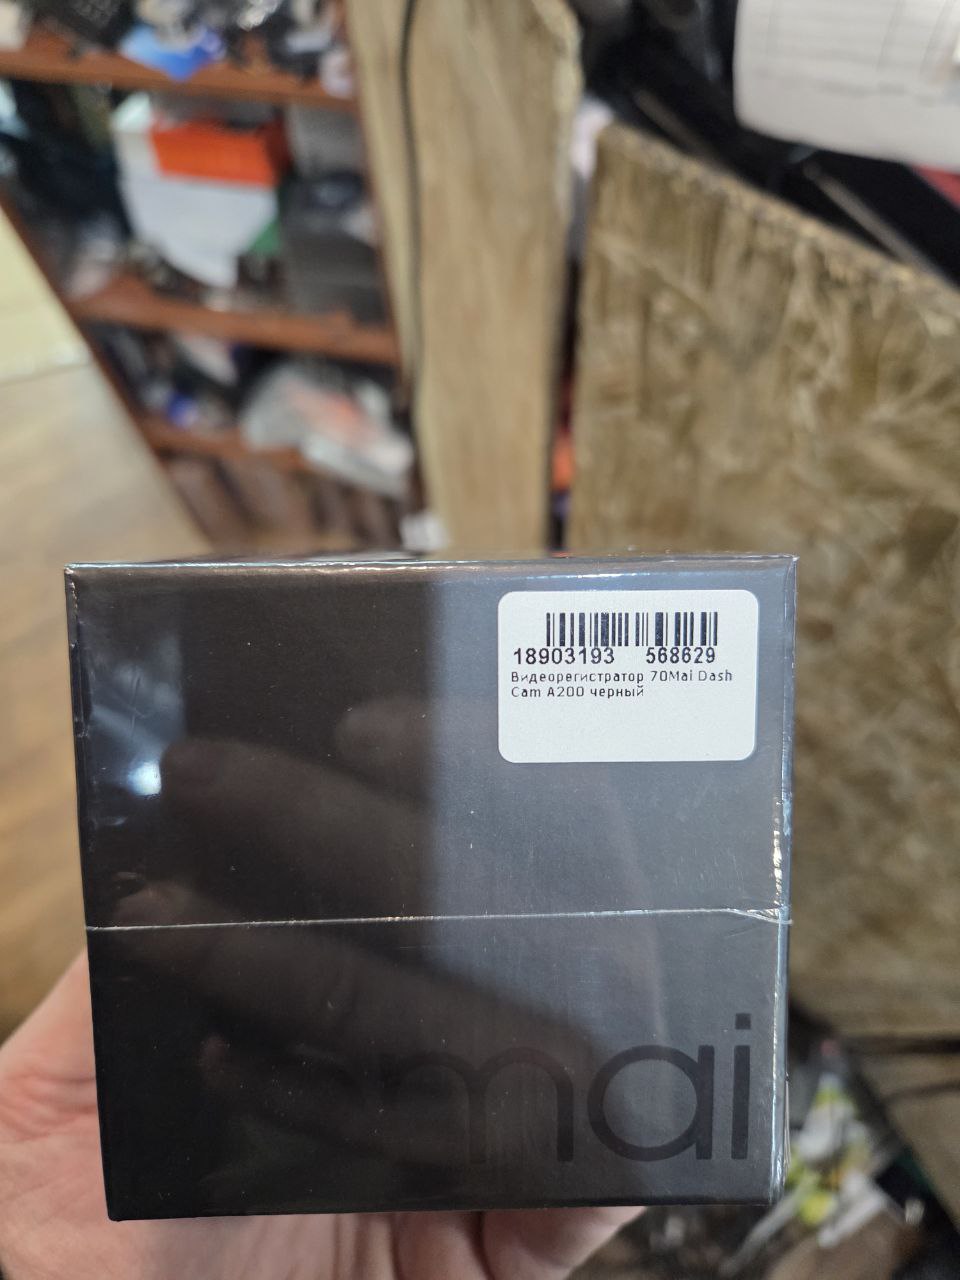 18903193 568629
Видеорегистратор 70Mai Dash
Cam A200 черный
mai